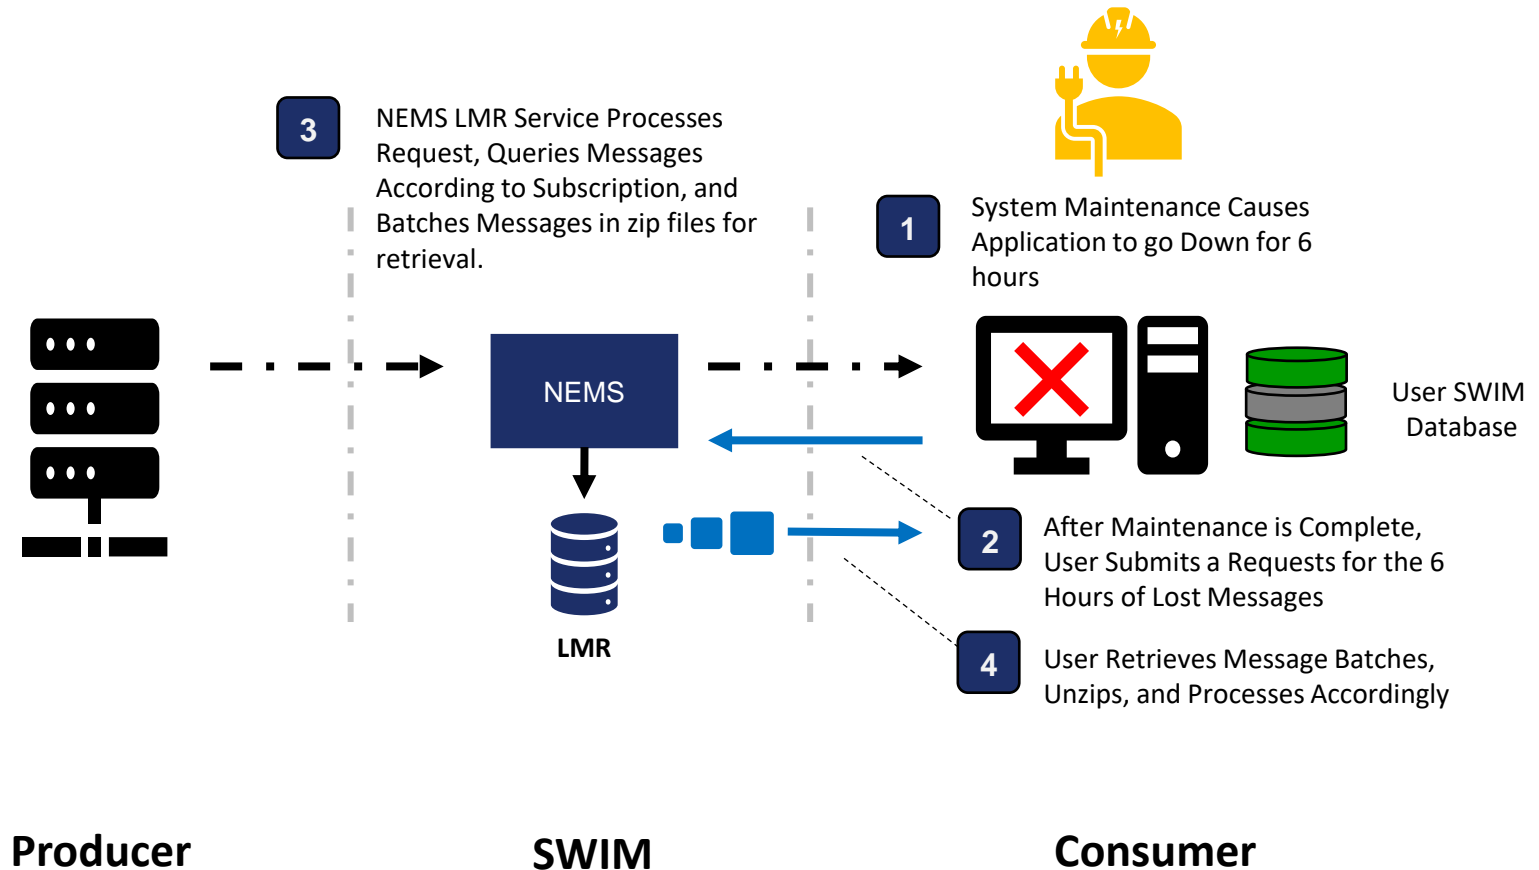 3
NEMS LMR Service Processes
Request, Queries Messages
According to Subscription, and
Batches Messages in zip files for
retrieval.
1
System Maintenance Causes
Application to go Down for 6
hours
NEMS
User SWIM
Database
LMR
2
After Maintenance is Complete,
User Submits a Requests for the 6
Hours of Lost Messages
4
User Retrieves Message Batches,
Unzips, and Processes Accordingly
Producer
SWIM
Consumer